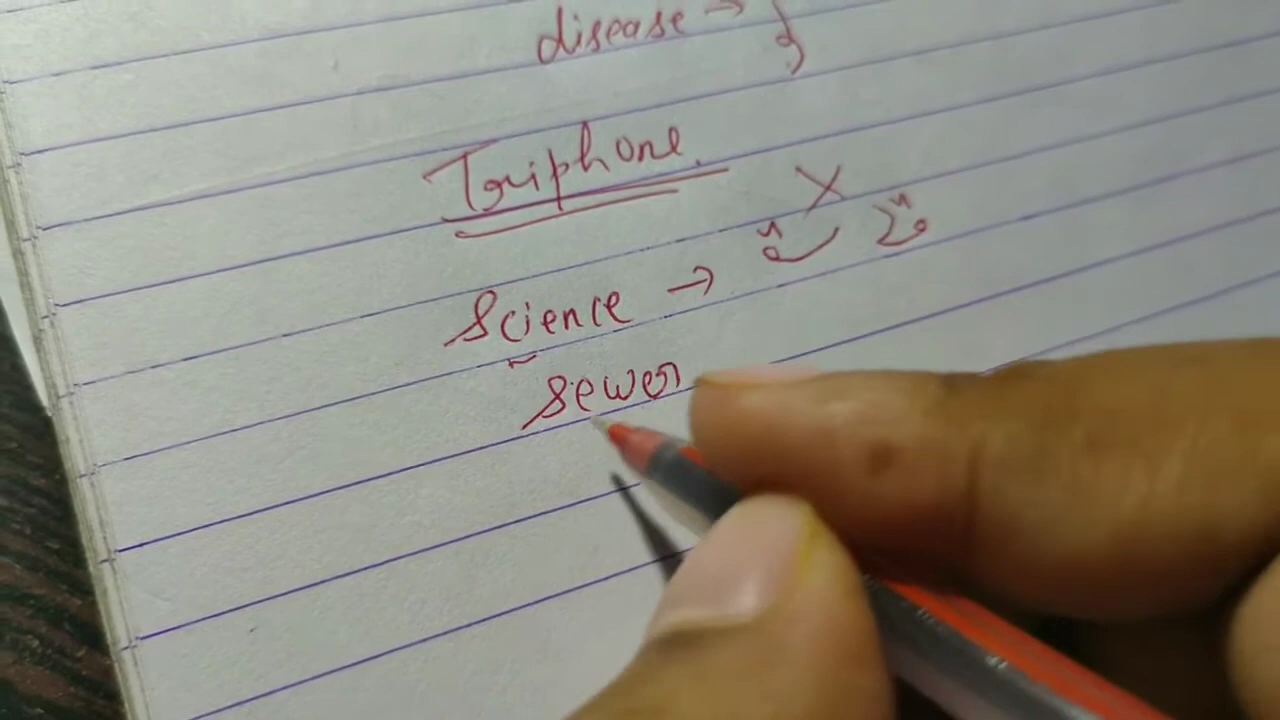 disease → }
Triphone.
X
Science →
sewer